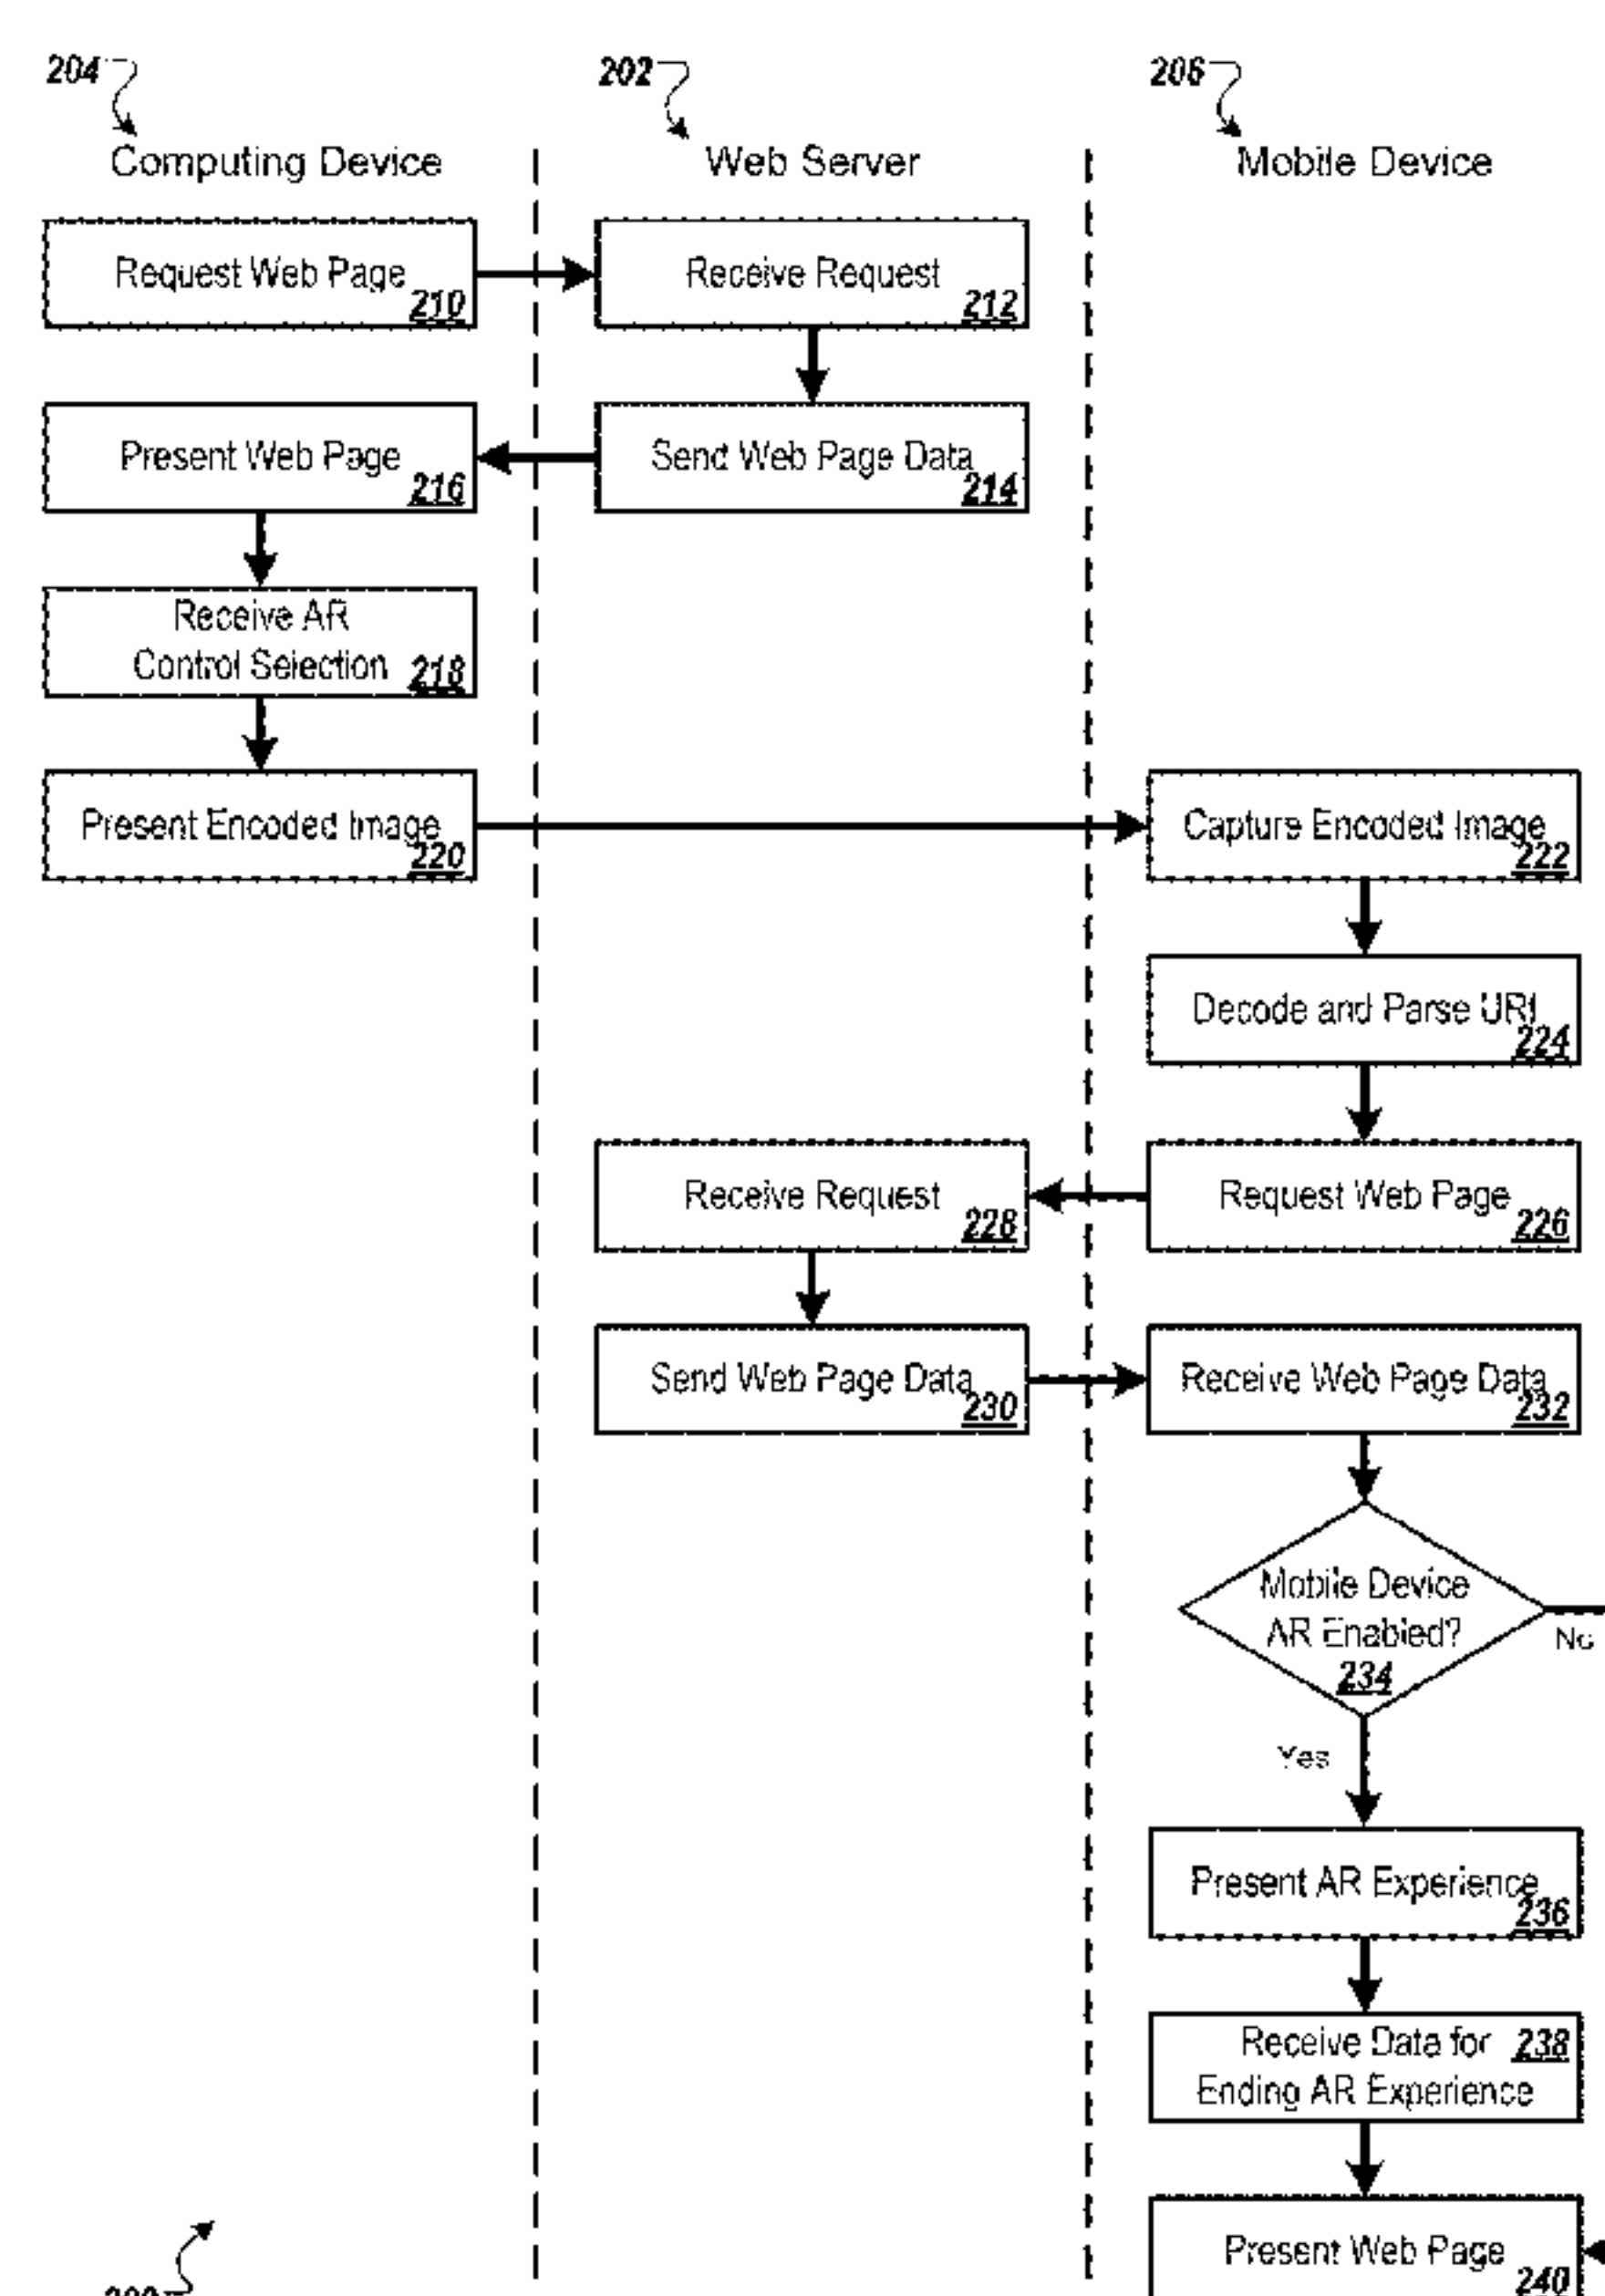 204 202 206
Computing Device Web Server Mobile Device
Request Web Page 210
Receive Request 212
Present Web Page 216
Send Web Page Data 214
Receive AR
Control Selection 218
Present Encoded Image 220
Capture Encoded Image 222
Decode and Parse URI 224
Receive Request 228
Request Web Page 226
Send Web Page Data 230
Receive Web Page Data 232
Mobile Device
AR Enabled?
234
No
Yes
Present AR Experience 236
Receive Data for 238
Ending AR Experience
Present Web Page 240